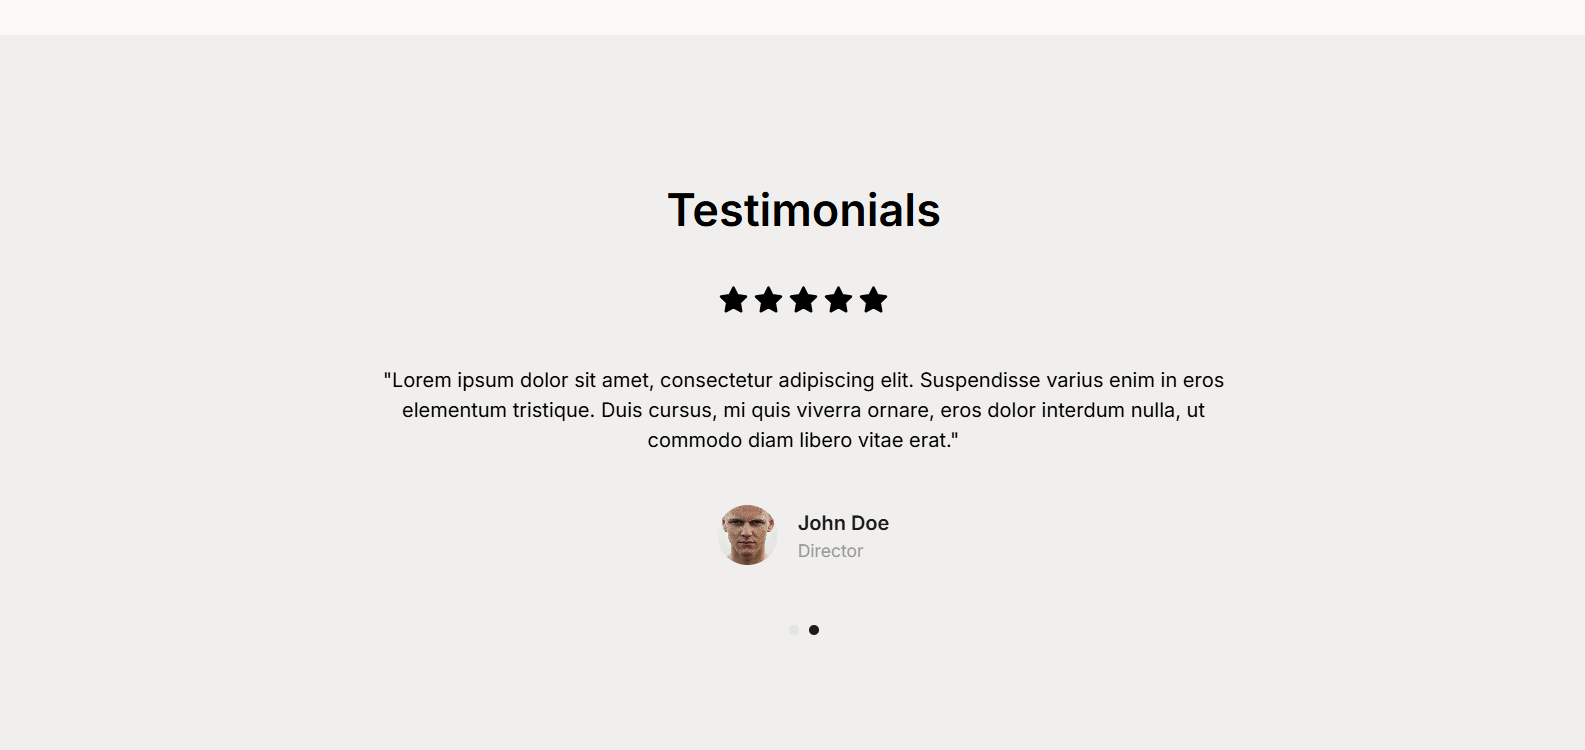 Testimonials
"Lorem ipsum dolor sit amet, consectetur adipiscing elit. Suspendisse varius enim in eros
elementum tristique. Duis cursus, mi quis viverra ornare, eros dolor interdum nulla, ut
commodo diam libero vitae erat."
John Doe
Director